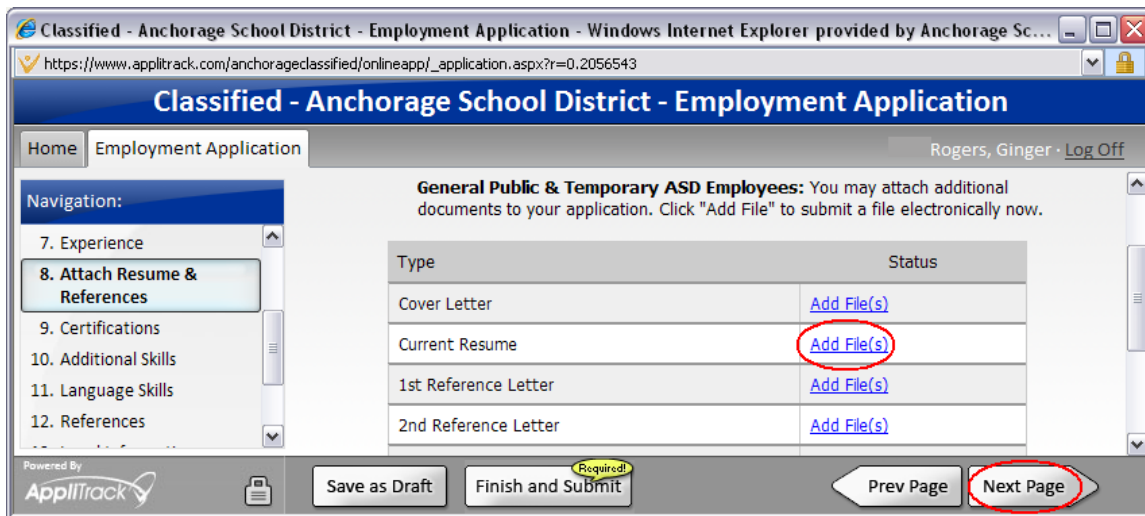 Classified - Anchorage School District - Employment Application - Windows Internet Explorer provided by Anchorage Sc...
https://www.applitrack.com/anchorageclassified/onlineapp/_application.aspx?r=0.2056543
Classified - Anchorage School District - Employment Application
Home Employment Application Rogers, Ginger · Log Off
Navigation:
7. Experience
8. Attach Resume &
References
9. Certifications
10. Additional Skills
11. Language Skills
12. References
General Public & Temporary ASD Employees: You may attach additional
documents to your application. Click "Add File" to submit a file electronically now.
Type Status
Cover Letter Add File(s)
Current Resume Add File(s)
1st Reference Letter Add File(s)
2nd Reference Letter Add File(s)
Powered By
AppliTrack
Save as Draft
Required!
Finish and Submit
Prev Page
Next Page